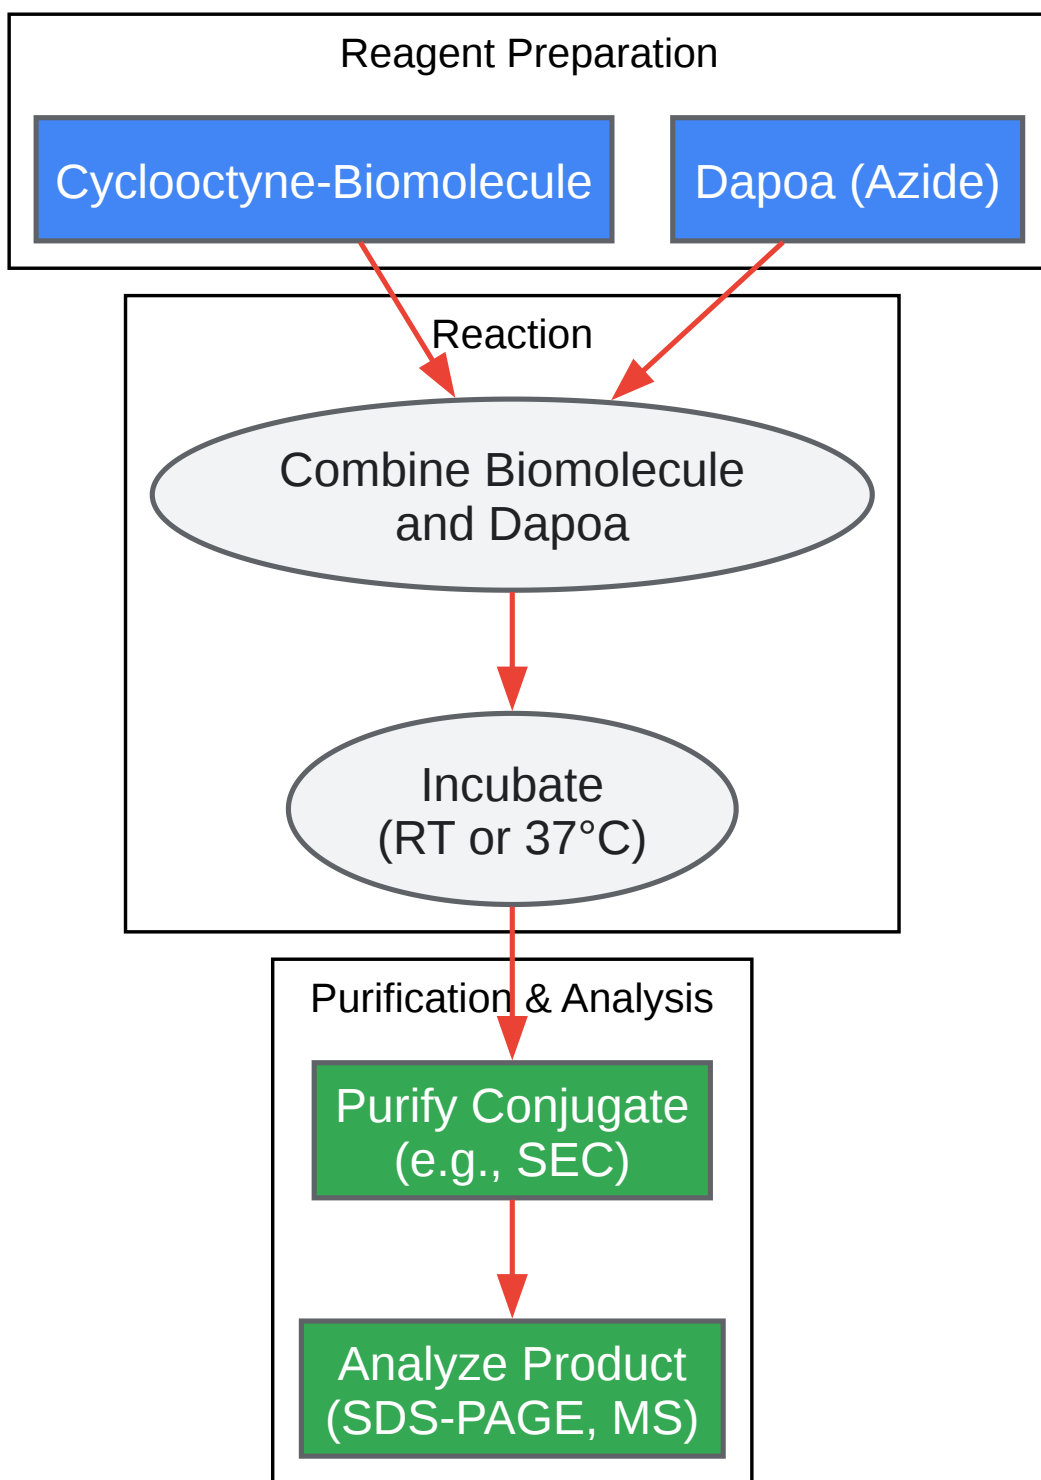 Reagent Preparation
Cyclooctyne-Biomolecule
Dapoa (Azide)
Reaction
Combine Biomolecule
and Dapoa
Incubate
(RT or 37°C)
Purification & Analysis
Purify Conjugate
(e.g., SEC)
Analyze Product
(SDS-PAGE, MS)